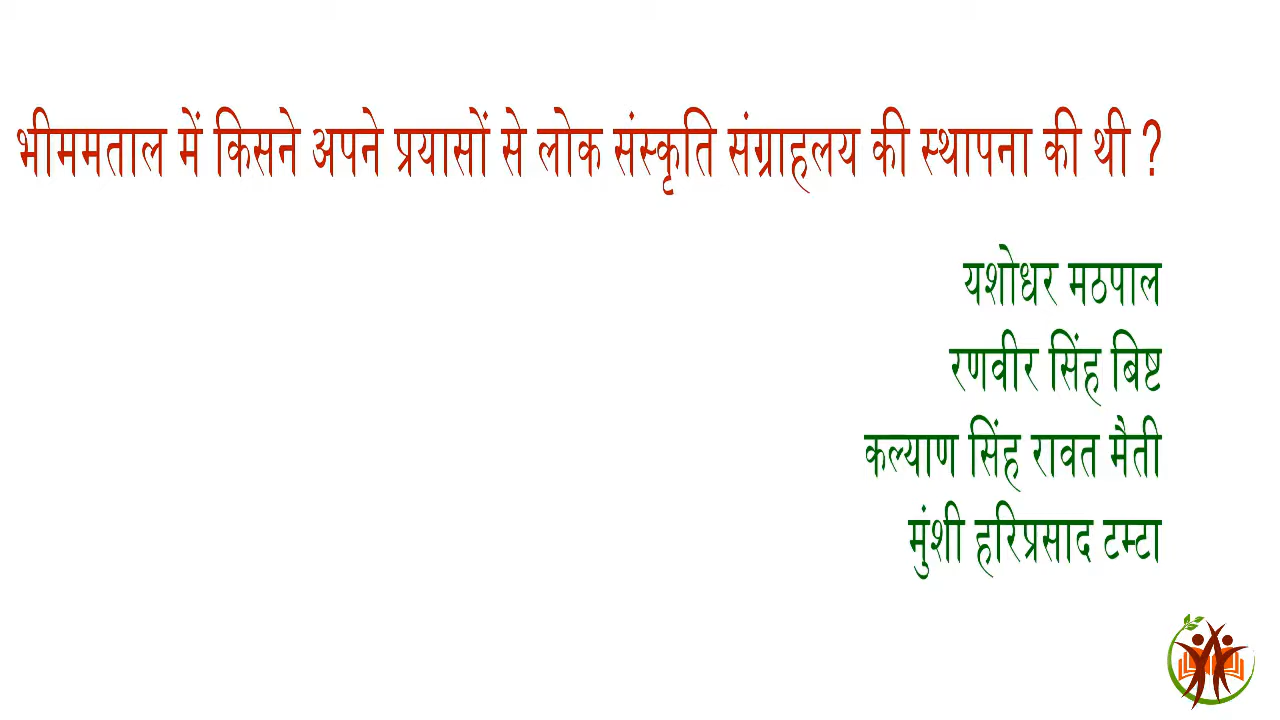 भीममताल में किसने अपने प्रयासों से लोक संस्कृति संग्राहलय की स्थापना की थी ?
यशोधर मठपाल
रणवीर सिंह बिष्ट
कल्याण सिंह रावत मैती
मुंशी हरिप्रसाद टम्टा